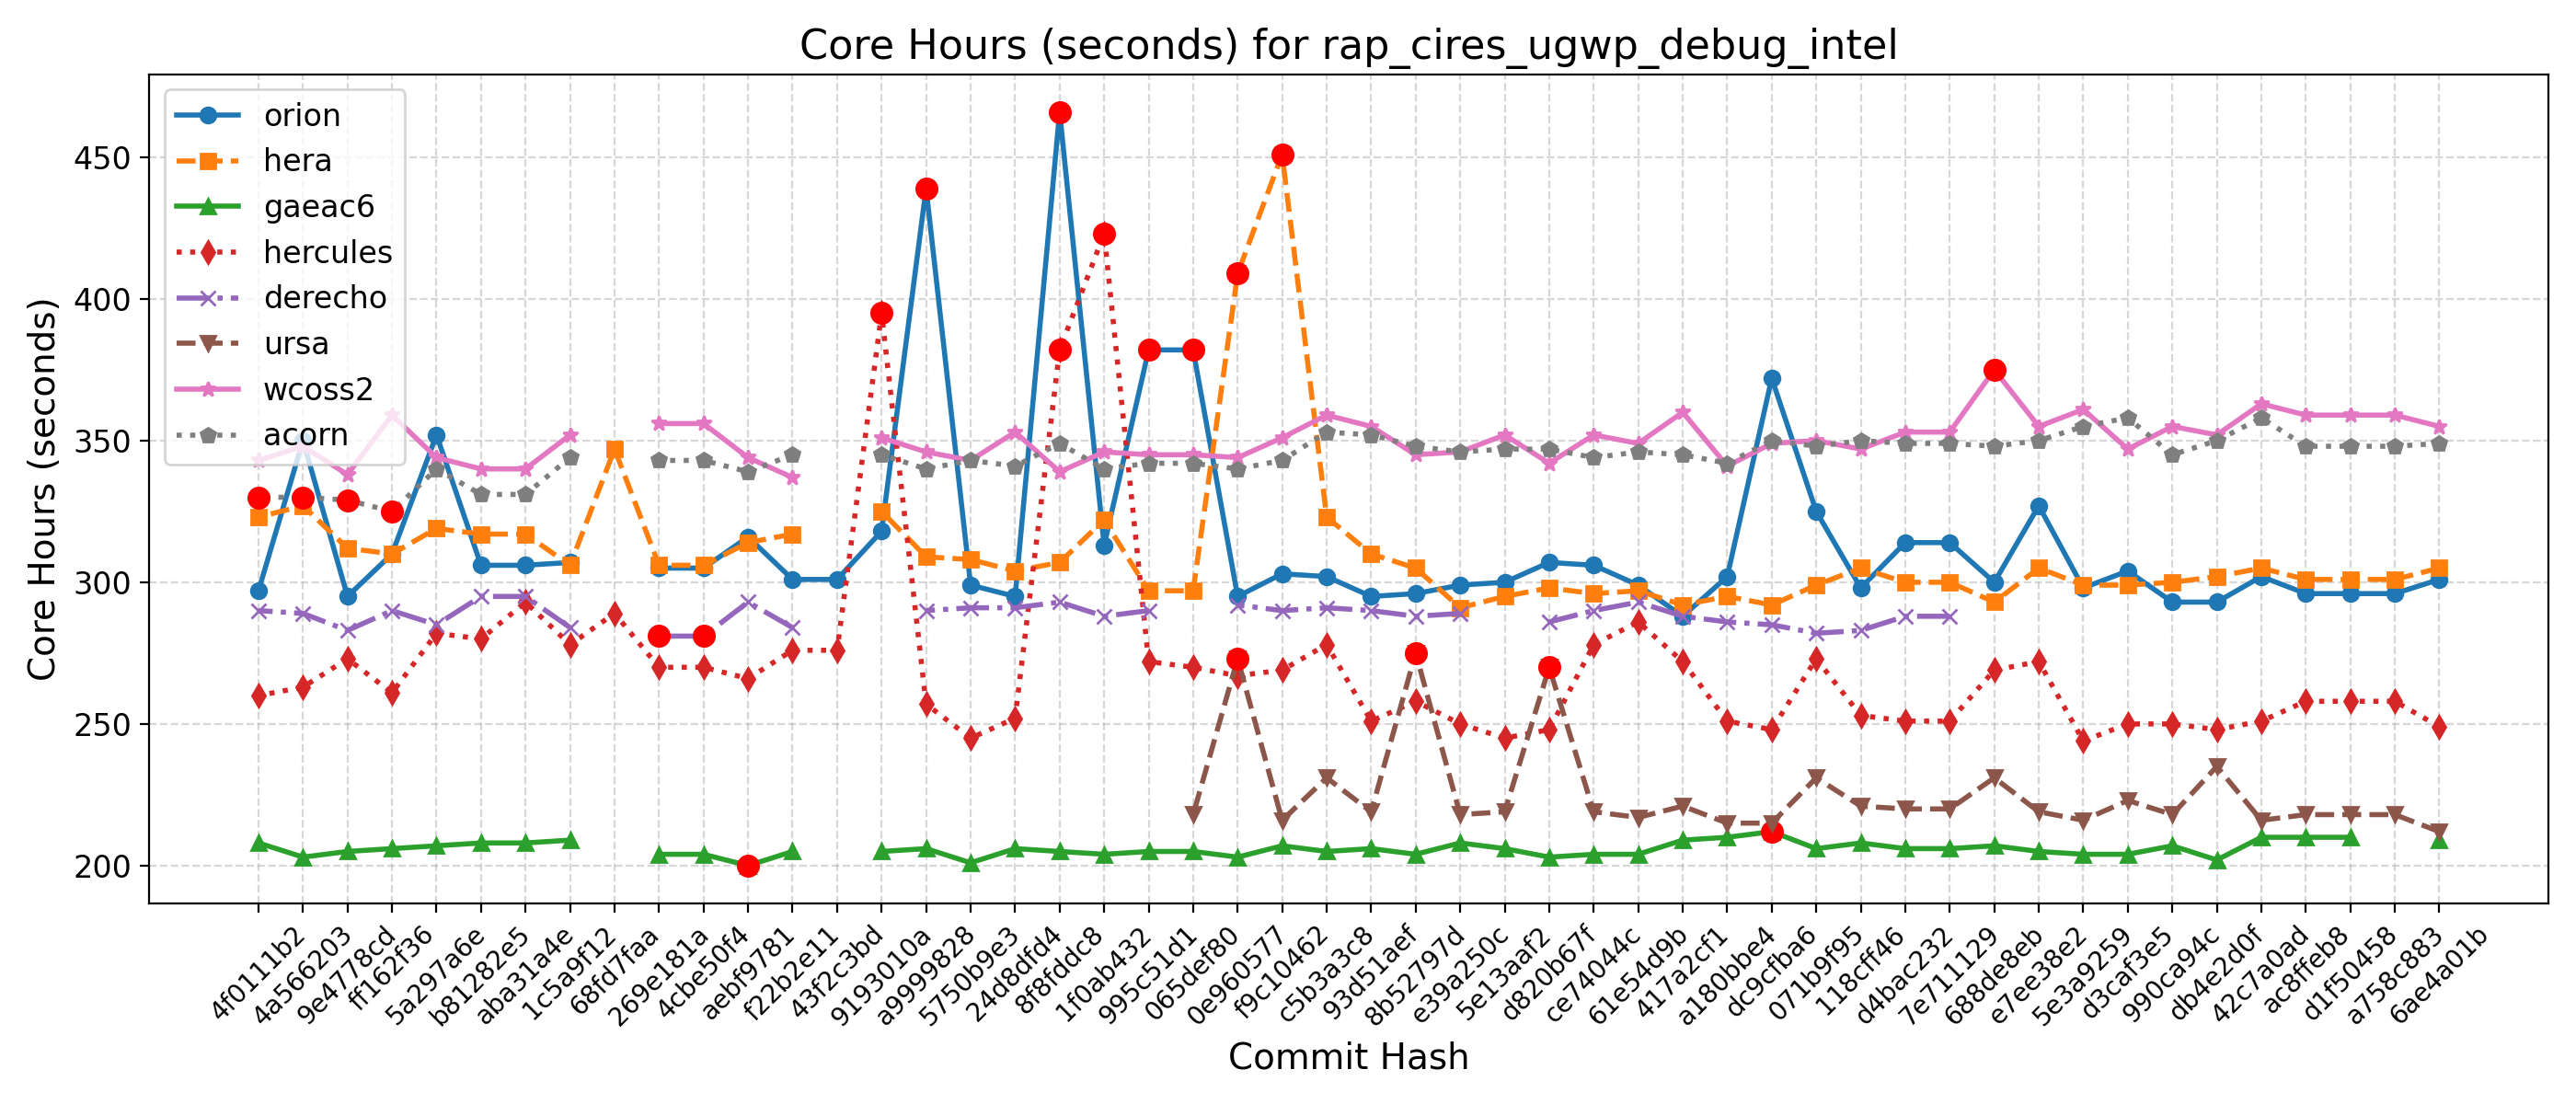 Core Hours (seconds) for rap_cires_ugwp_debug_intel
orion
hera
gaeac6
hercules
derecho
ursa
wcoss2
acorn
Core Hours (seconds)
450
400
350
300
250
200
4f0111b2
4a566203
9e4778cd
ff162f36
5a297a6e
b81282e5
aba31a4e
1c5a9f12
68fd7faa
269e181a
4cbe50f4
aebf9781
f22b2e11
43f2c3bd
9193010a
a9999828
5750b9e3
24d8dfd4
8f8fddc8
1f0ab432
995c51d1
065def80
0e960577
f9c10462
c5b3a3c8
93d51aef
8b52797d
e39a250c
5e13aaf2
d820b67f
ce74044c
61e54d9b
417a2cf1
a180bbe4
dc9cfba6
071b9f95
118cff46
d4bac232
7e711129
688de8eb
e7ee38e2
5e3a9259
d3caf3e5
990ca94c
db4e2d0f
42c7a0ad
ac8ffeb8
d1f50458
a758c883
6ae4a01b
Commit Hash